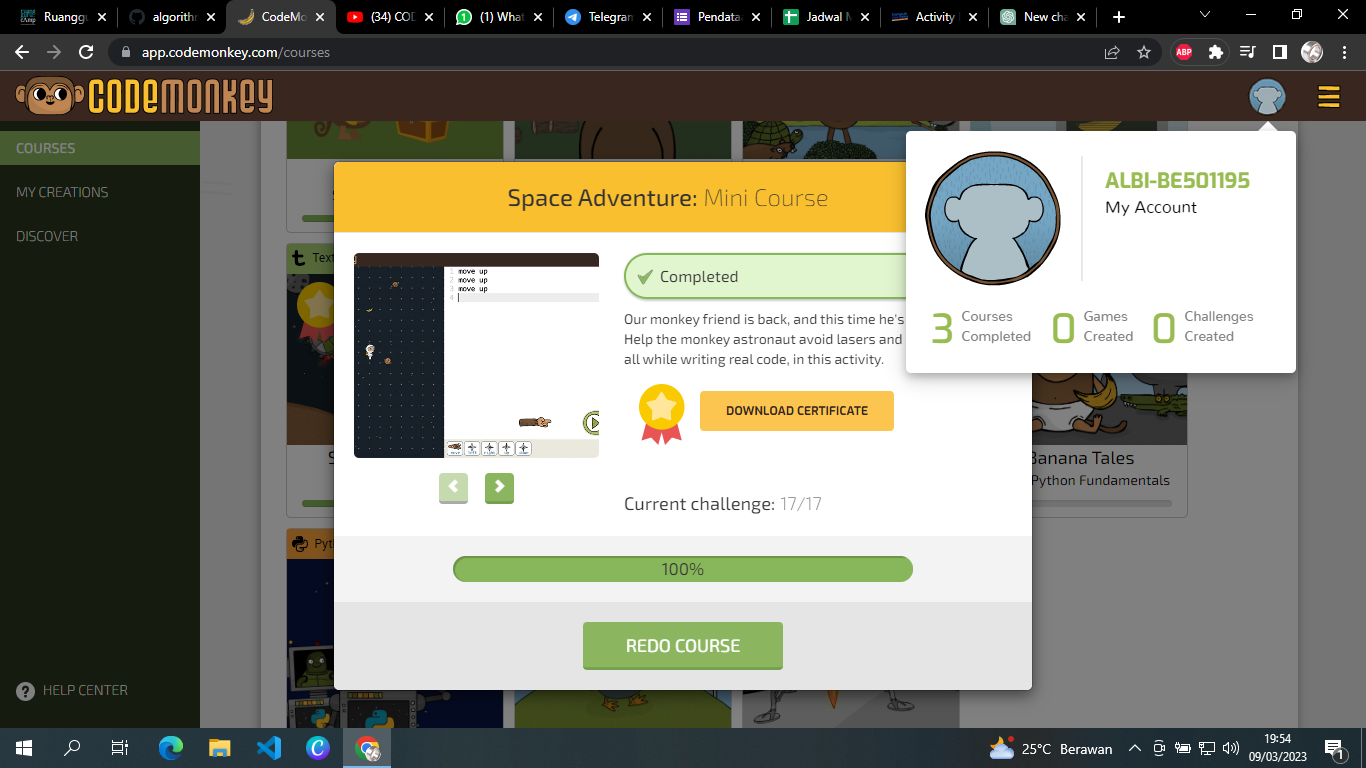 Ruanggu
algorithm
CodeMo
(34) COD
(1) What
Telegram
Pendata
Jadwal M
Activity
New cha
app.codemonkey.com/courses
ABP
CODEMONKEY
COURSES
MY CREATIONS
DISCOVER
HELP CENTER
ALBI-BE501195
My Account
3 Courses Completed
0 Games Created
0 Challenges Created
Space Adventure: Mini Course
1 move up
2 move up
3 move up
4
Completed
Our monkey friend is back, and this time he's
Help the monkey astronaut avoid lasers and
all while writing real code, in this activity.
DOWNLOAD CERTIFICATE
Current challenge: 17/17
100%
REDO COURSE
t Text
Banana Tales
Python Fundamentals
Pyth
25°C Berawan
19:54
09/03/2023
1